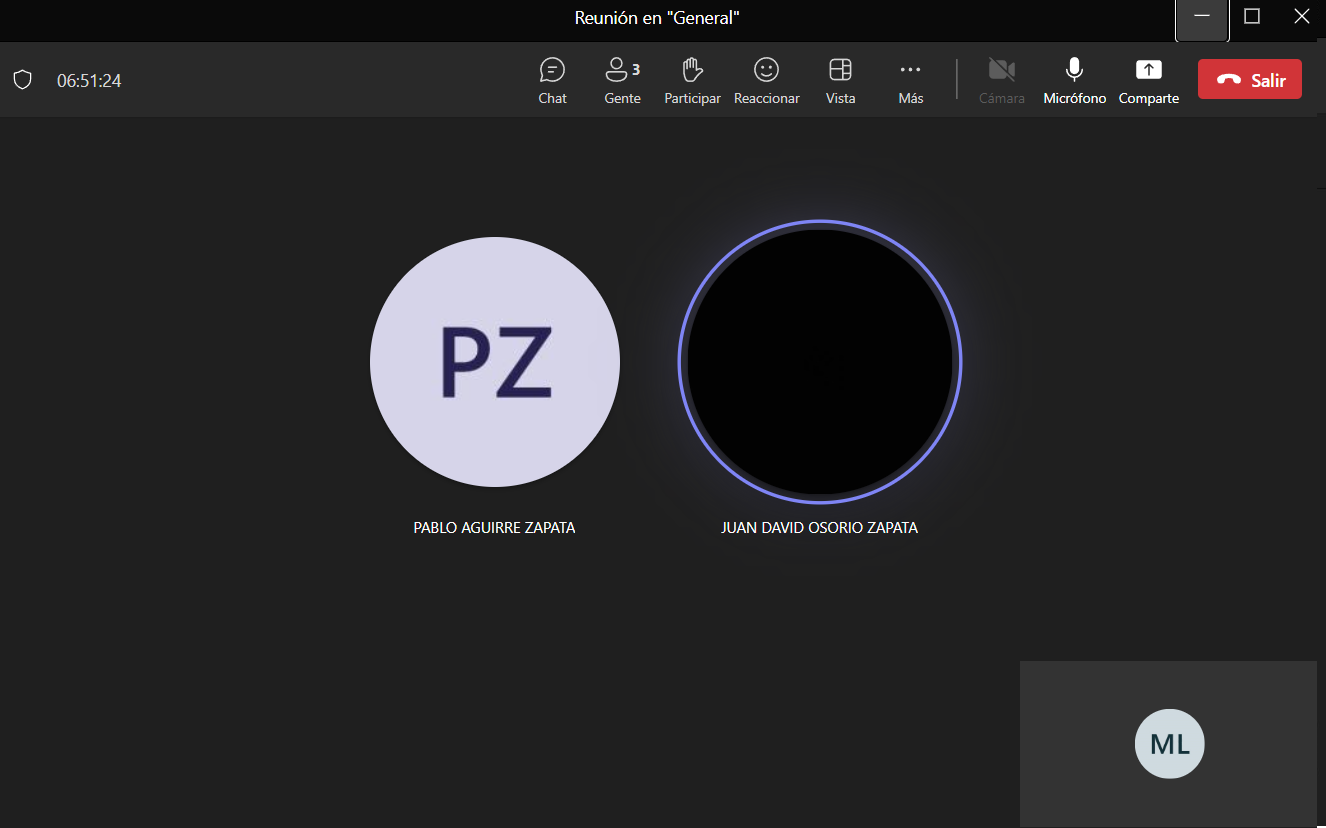 Reunión en "General"
06:51:24
3
Chat Gente Participar Reaccionar Vista Más Cámara Micrófono Comparte Salir
PZ
PABLO AGUIRRE ZAPATA JUAN DAVID OSORIO ZAPATA
ML